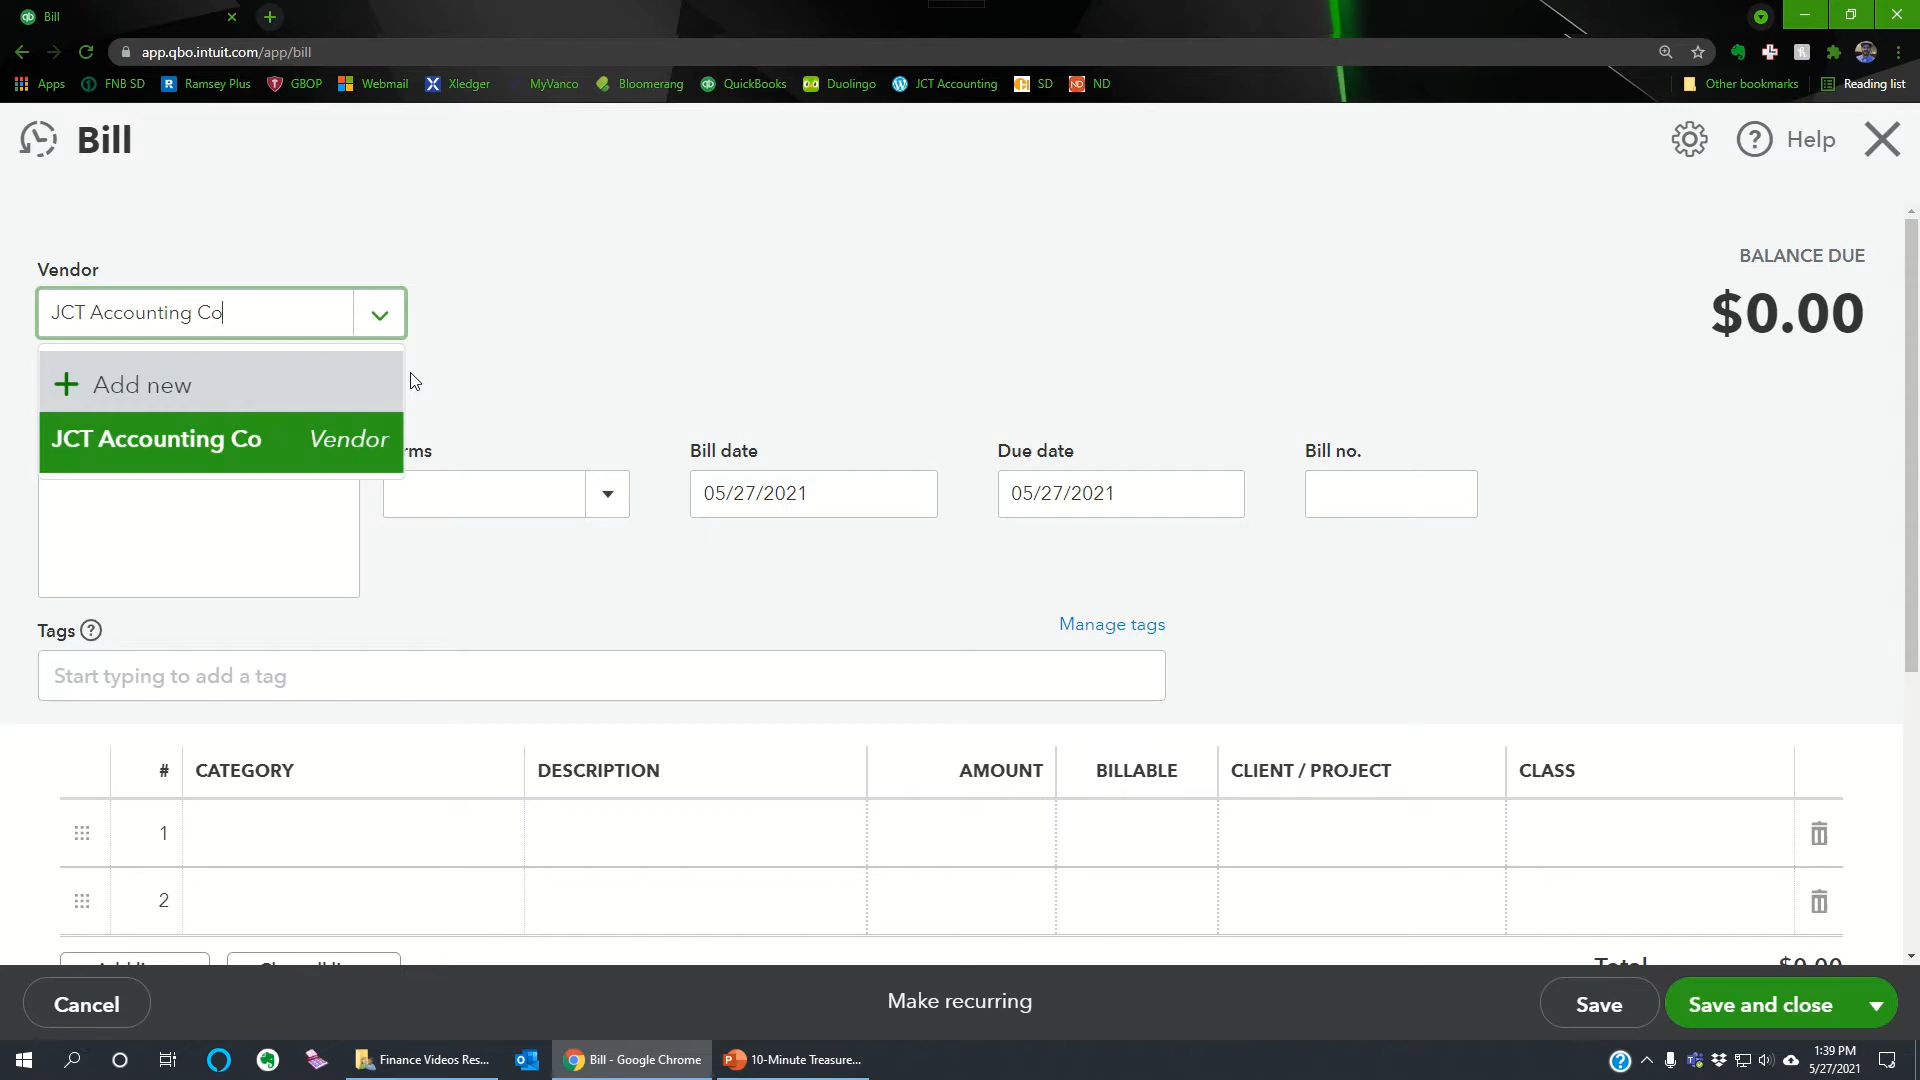 Bill
app.qbo.intuit.com/app/bill
Apps FNB SD Ramsey Plus GBOP Webmail Xledger MyVanco Bloomerang QuickBooks Duolingo JCT Accounting SD ND Other bookmarks Reading list
Bill
Help
BALANCE DUE
$0.00
Vendor
JCT Accounting Co
Add new
JCT Accounting Co Vendor
rms
Bill date
Due date
Bill no.
05/27/2021
05/27/2021
Tags
Manage tags
Start typing to add a tag
# CATEGORY DESCRIPTION AMOUNT BILLABLE CLIENT / PROJECT CLASS
1
2
Total $0.00
Cancel
Make recurring
Save
Save and close
Finance Videos Res...
Bill - Google Chrome
10-Minute Treasure...
1:39 PM
5/27/2021